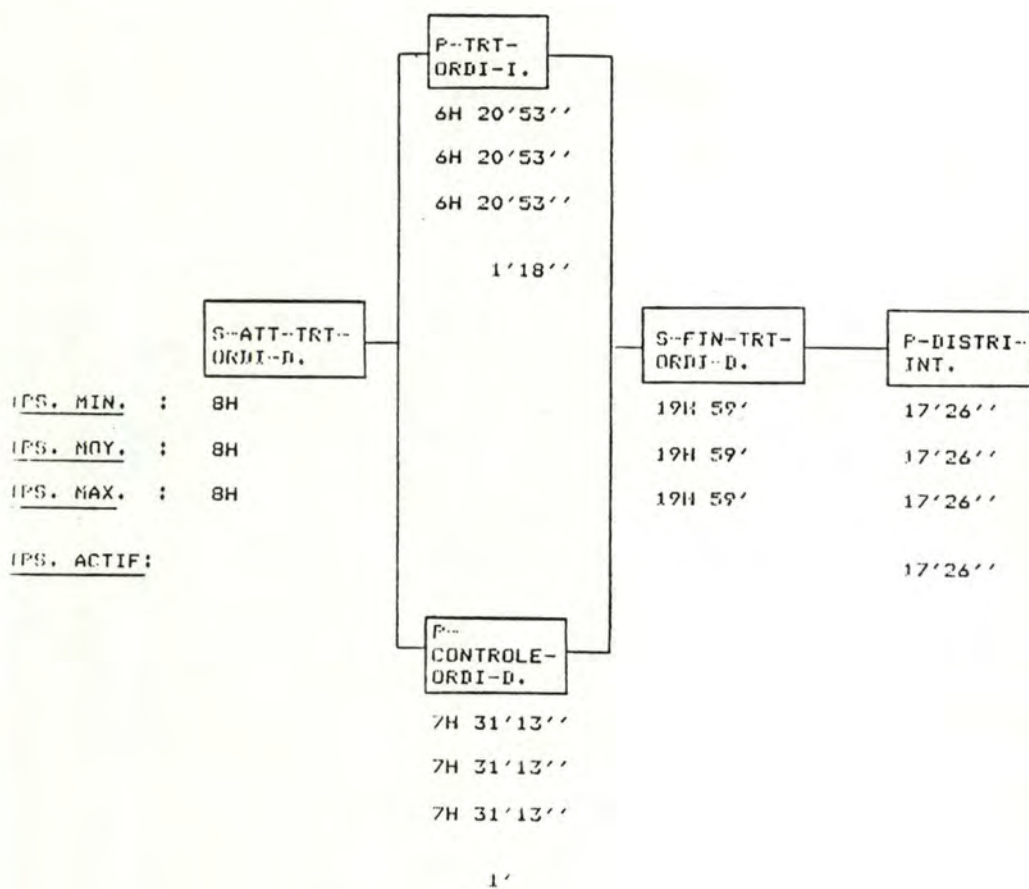 P--TRT-
ORDI-I.
6H 20'53''
6H 20'53''
6H 20'53''
1'18''
S--ATT--TRT--
ORDI--D.
S-FIN-TRT-
ORDI-D.
P-DISTRI-
INT.
TPS. MIN. : 8H 19H 59' 17'26''
TPS. MOY. : 8H 19H 59' 17'26''
TPS. MAX. : 8H 19H 59' 17'26''
TPS. ACTIF: 17'26''
P--
CONTROLE-
ORDI-D.
7H 31'13''
7H 31'13''
7H 31'13''
1'